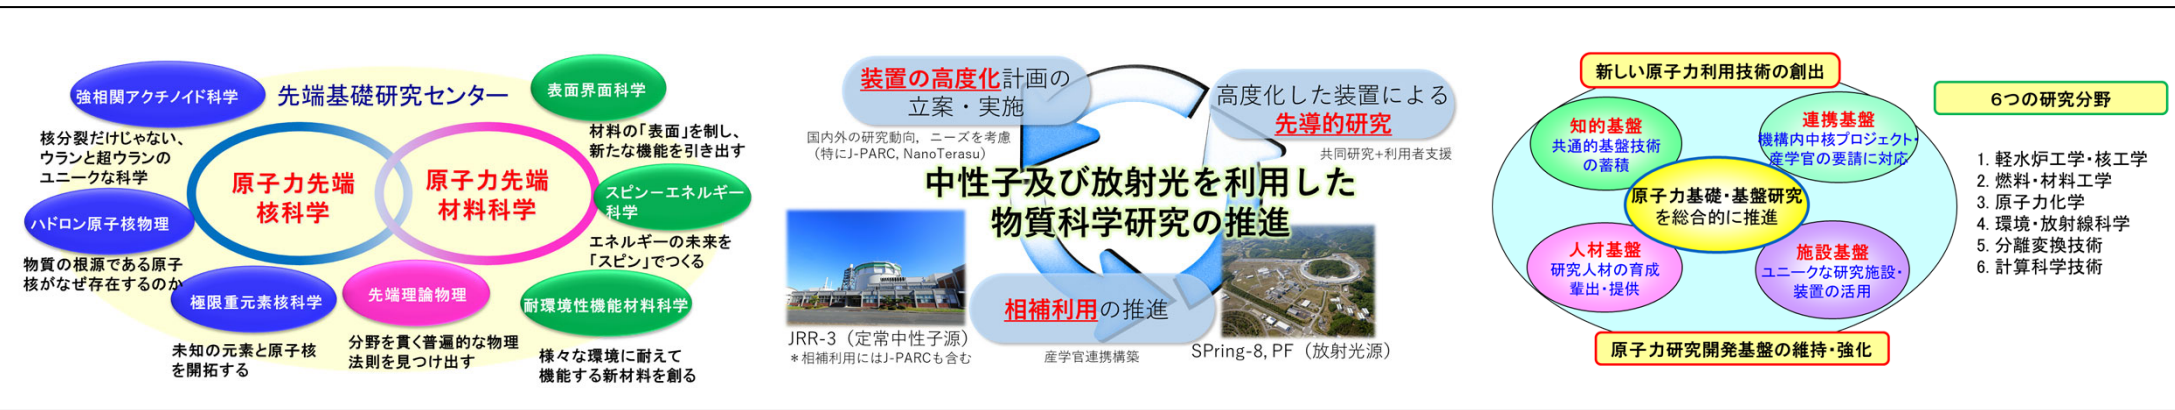 先端基礎研究センター
強相関アクチノイド科学
核分裂だけじゃない、
ウランと超ウランの
ユニークな科学
ハドロン原子核物理
物質の根源である原子
核がなぜ存在するのか
極限重元素核科学
未知の元素と原子核
を開拓する
原子力先端
核科学
原子力先端
材料科学
先端理論物理
分野を貫く普遍的な物理
法則を見つけ出す
表面界面科学
材料の「表面」を制し、
新たな機能を引き出す
スピンーエネルギー
科学
エネルギーの未来を
「スピン」でつくる
耐環境性機能材料科学
様々な環境に耐えて
機能する新材料を創る
装置の高度化計画の
立案・実施
国内外の研究動向，ニーズを考慮
（特にJ-PARC, NanoTerasu）
高度化した装置による
先導的研究
共同研究+利用者支援
中性子及び放射光を利用した
物質科学研究の推進
相補利用の推進
産学官連携構築
JRR-3（定常中性子源）
＊相補利用にはJ-PARCも含む
SPring-8, PF（放射光源）
新しい原子力利用技術の創出
知的基盤
共通的基盤技術
の蓄積
連携基盤
機構内中核プロジェクト・
産学官の要請に対応
原子力基礎・基盤研究
を総合的に推進
人材基盤
研究人材の育成
輩出・提供
施設基盤
ユニークな研究施設・
装置の活用
原子力研究開発基盤の維持・強化
6つの研究分野
1. 軽水炉工学・核工学
2. 燃料・材料工学
3. 原子力化学
4. 環境・放射線科学
5. 分離変換技術
6. 計算科学技術